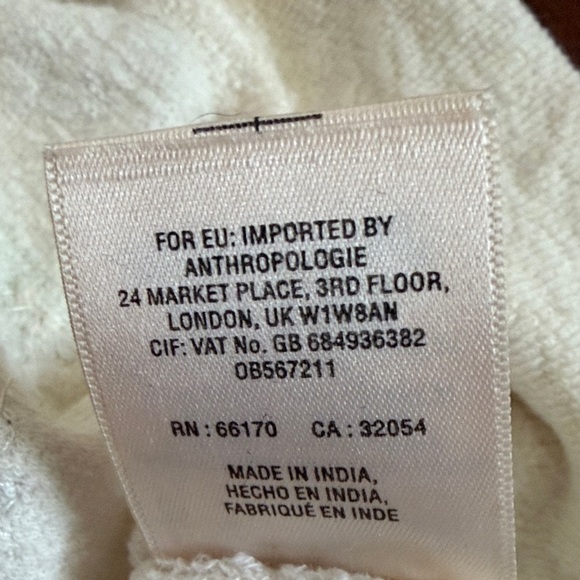 FOR EU: IMPORTED BY
ANTHROPOLOGIE
24 MARKET PLACE, 3RD FLOOR,
LONDON, UK W1W8AN
CIF: VAT No. GB 684936382
OB567211
RN : 66170 CA : 32054
MADE IN INDIA,
HECHO EN INDIA,
FABRIQUÉ EN INDE